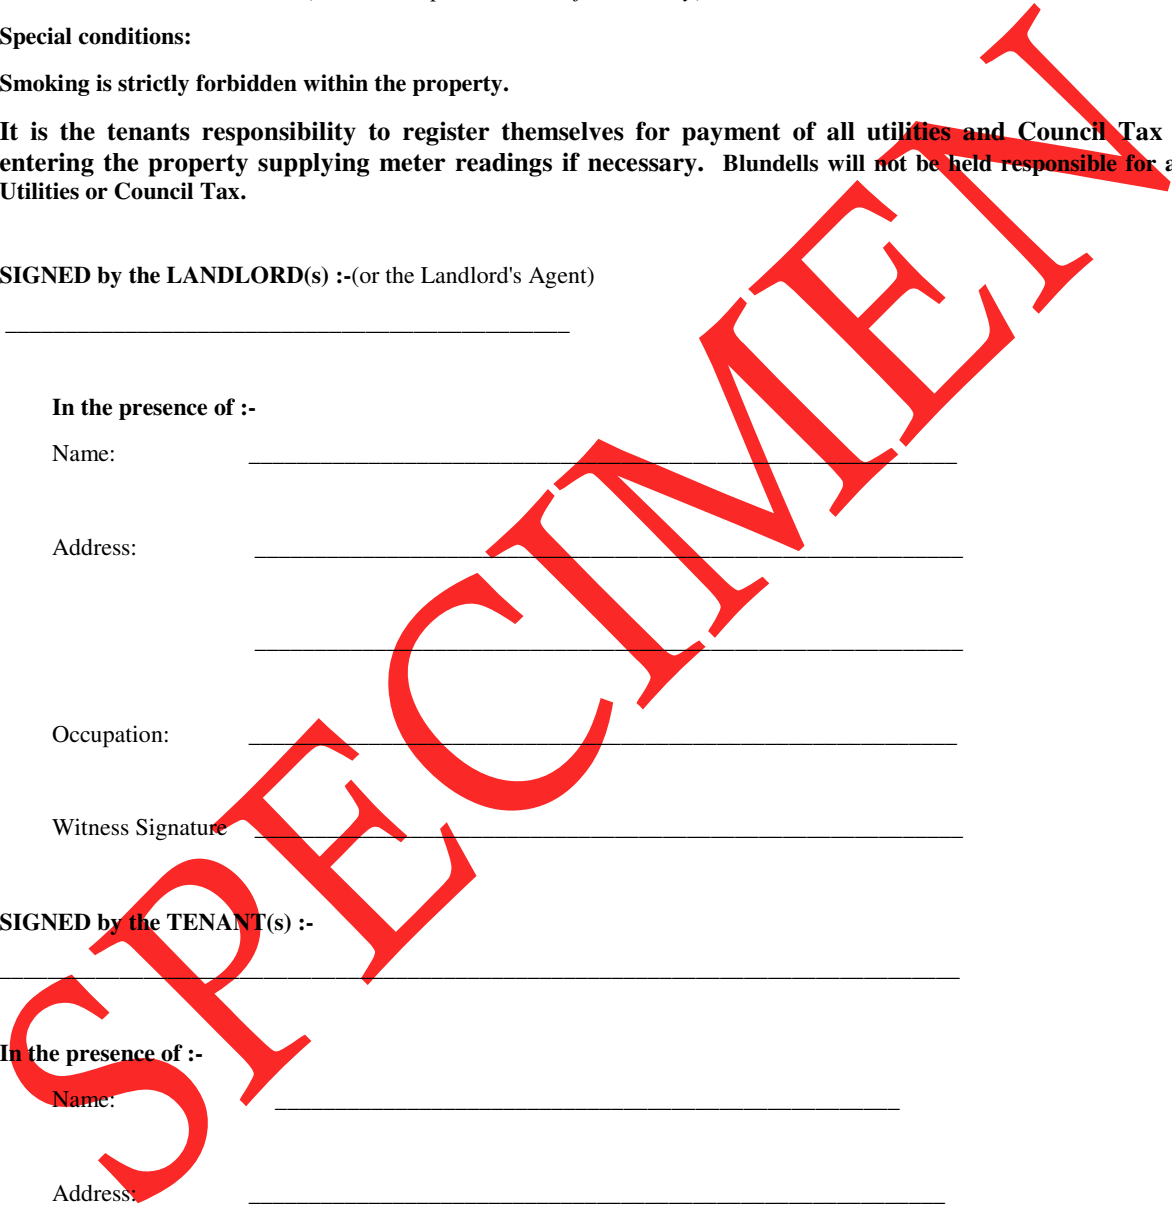 Special conditions:
Smoking is strictly forbidden within the property.
It is the tenants responsibility to register themselves for payment of all utilities and Council Tax
entering the property supplying meter readings if necessary. Blundells will not be held responsible for
Utilities or Council Tax.
SIGNED by the LANDLORD(s) :-(or the Landlord's Agent)
In the presence of :-
Name:
Address:
Occupation:
Witness Signature
SIGNED by the TENANT(s) :-
In the presence of :-
Name:
Address:
SPECIMEN